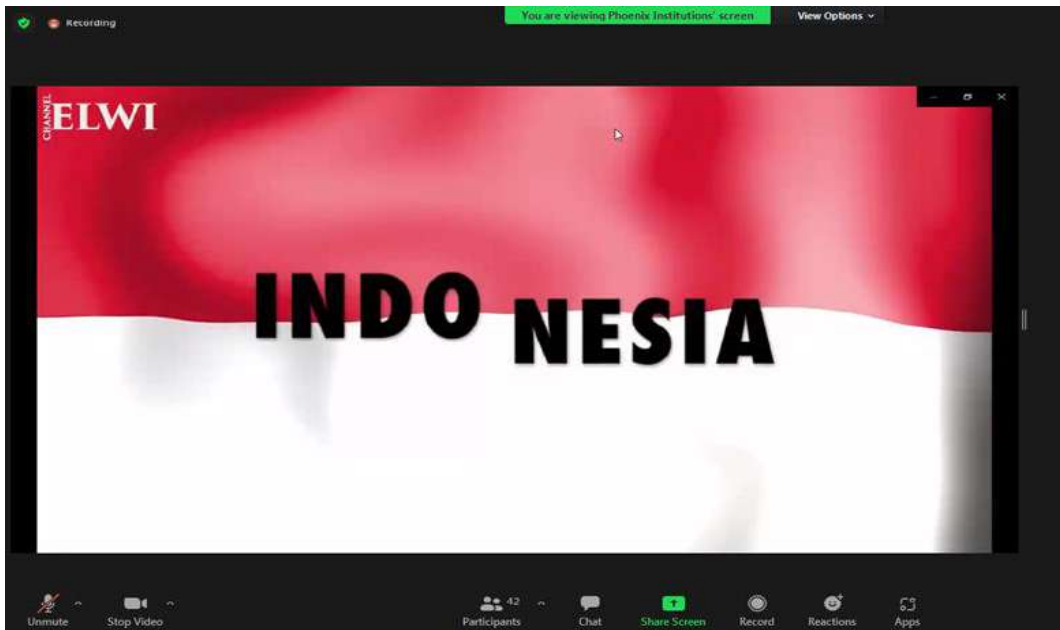 Recording
You are viewing Phoenix Institutions' screen
View Options
CHANNEL
ELWI
INDO NESIA
Unmute
Stop Video
42
Participants
Chat
Share Screen
Record
Reactions
Apps